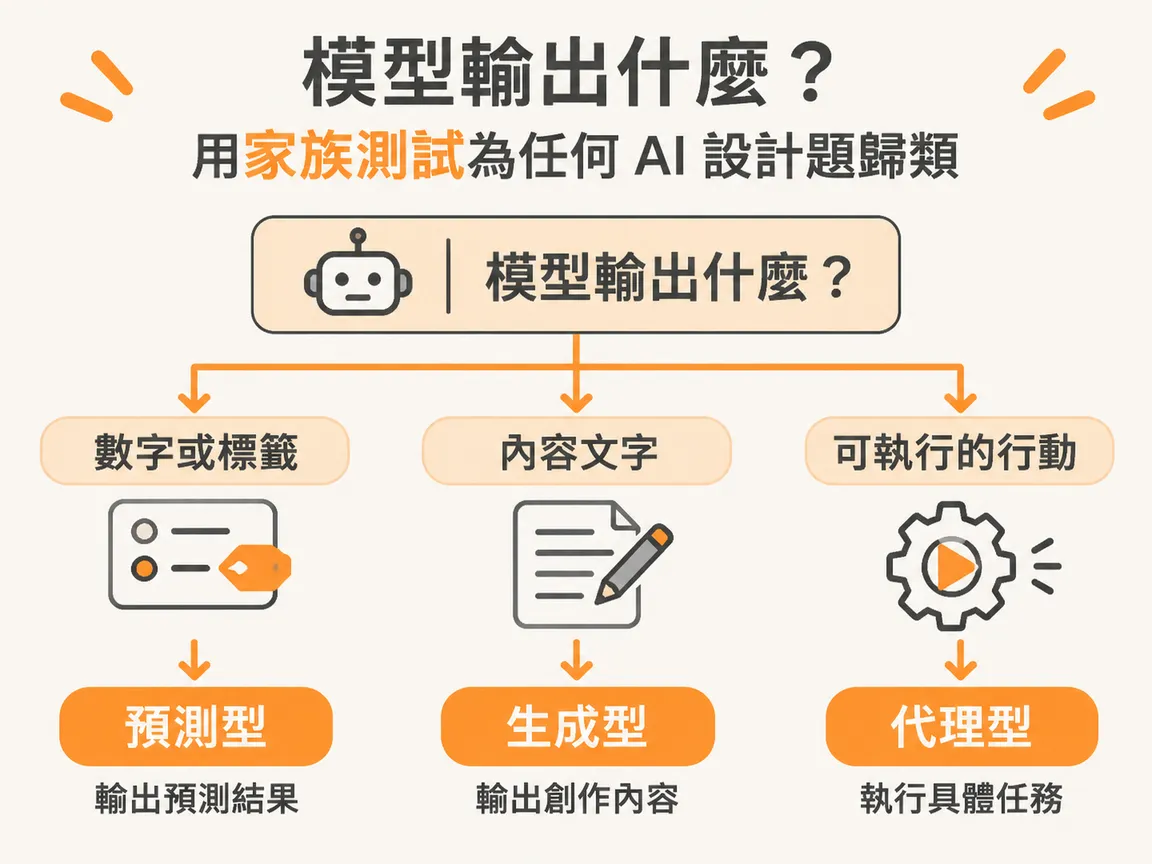 模型輸出什麼？
用家族測試為任何 AI 設計題歸類
模型輸出什麼？
數字或標籤
內容文字
可執行的行動
預測型
生成型
代理型
輸出預測結果
輸出創作內容
執行具體任務